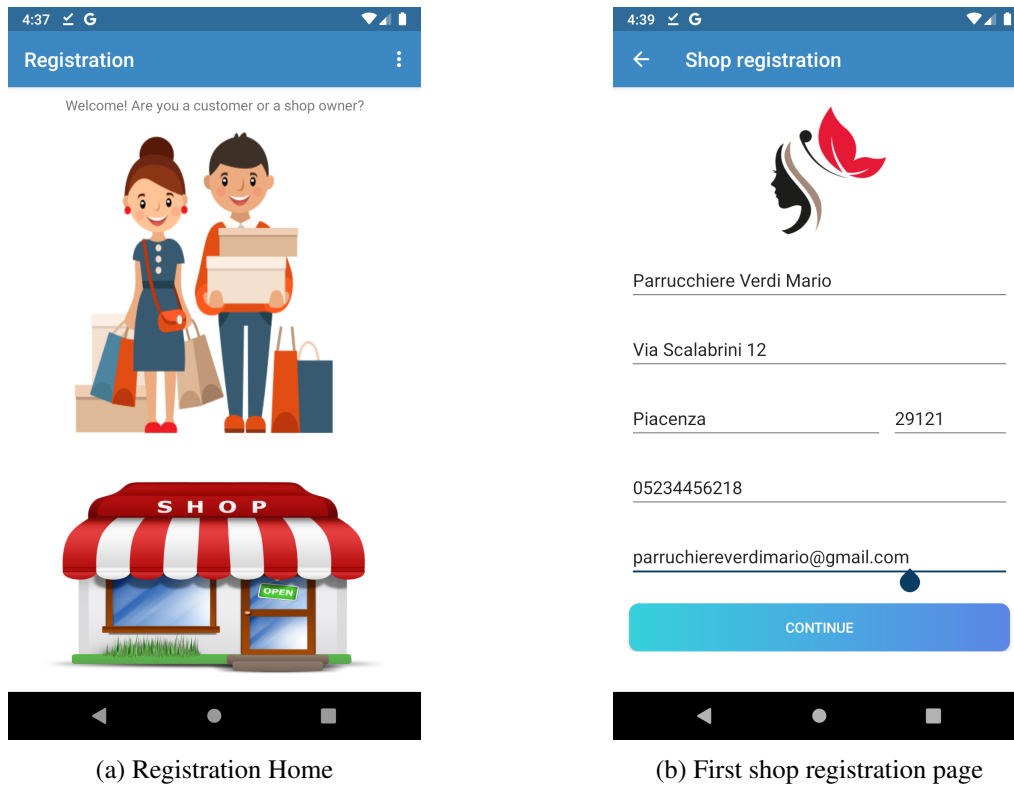 4:37
Registration
Welcome! Are you a customer or a shop owner?
SHOP
OPEN
(a) Registration Home
4:39
Shop registration
Parrucchiere Verdi Mario
Via Scalabrini 12
Piacenza 29121
05234456218
parruchiereverdimario@gmail.com
CONTINUE
(b) First shop registration page